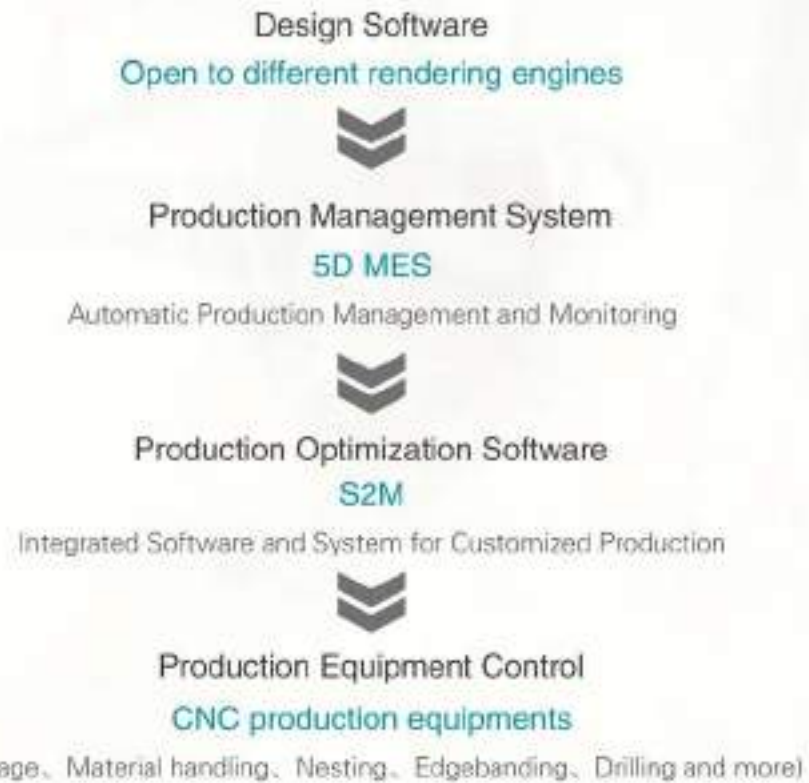 Design Software
Open to different rendering engines
Production Management System
5D MES
Automatic Production Management and Monitoring
Production Optimization Software
S2M
Integrated Software and System for Customized Production
Production Equipment Control
CNC production equipments
Material handling、Nesting、Edgebanding、Drilling and more)